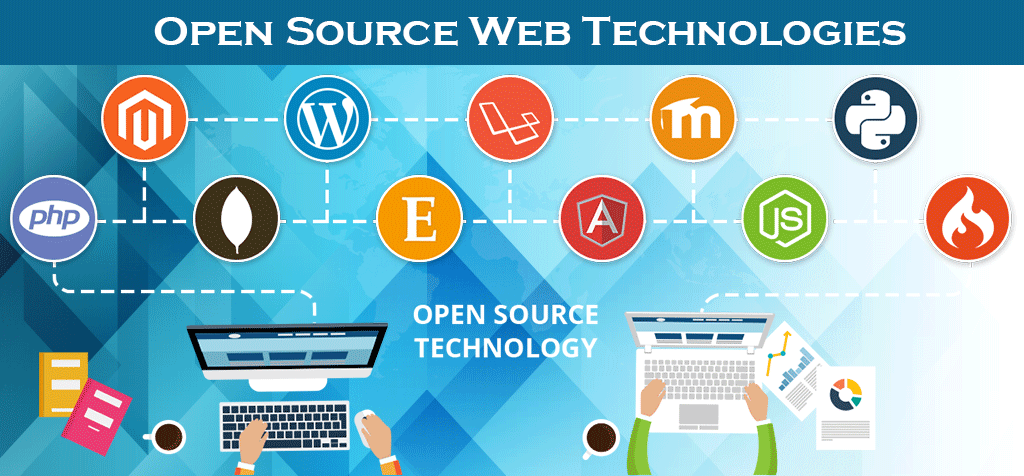 OPEN SOURCE WEB TECHNOLOGIES
W
m
php
E
A
JS
OPEN SOURCE
TECHNOLOGY